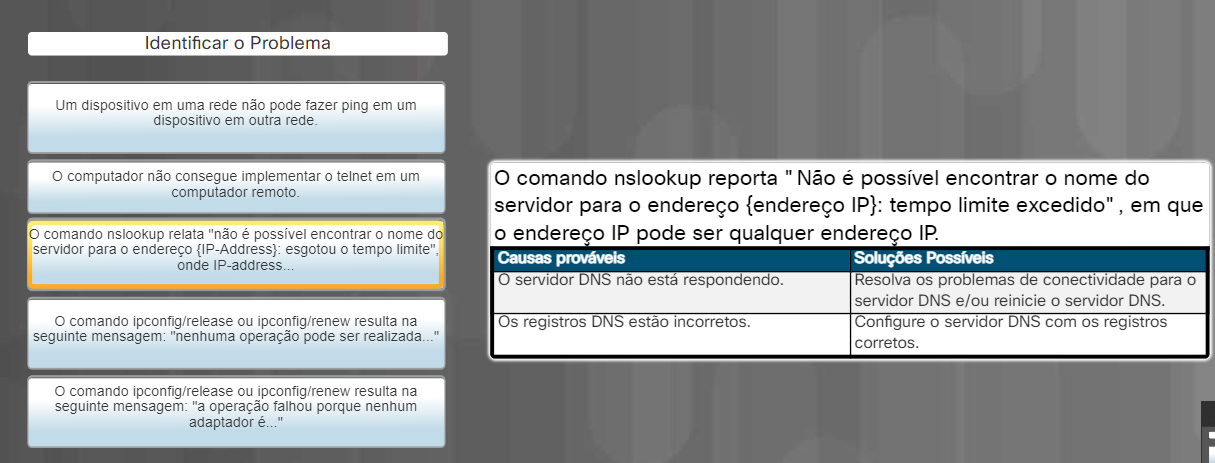 Identificar o Problema
Um dispositivo em uma rede não pode fazer ping em um
dispositivo em outra rede.
O computador não consegue implementar o telnet em um
computador remoto.
O comando nslookup relata "não é possível encontrar o nome do
servidor para o endereço {IP-Address}: esgotou o tempo limite",
onde IP-address...
O comando ipconfig/release ou ipconfig/renew resulta na
seguinte mensagem: "nenhuma operação pode ser realizada..."
O comando ipconfig/release ou ipconfig/renew resulta na
seguinte mensagem: "a operação falhou porque nenhum
adaptador é..."
O comando nslookup reporta " Não é possível encontrar o nome do
servidor para o endereço {endereço IP}: tempo limite excedido" , em que
o endereço IP pode ser qualquer endereço IP.
Causas prováveis Soluções Possíveis
O servidor DNS não está respondendo. Resolva os problemas de conectividade para o
servidor DNS e/ou reinicie o servidor DNS.
Os registros DNS estão incorretos. Configure o servidor DNS com os registros
corretos.